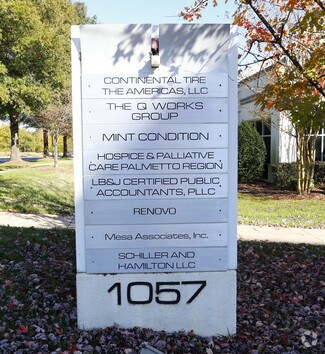 CONTINENTAL TIRE
THE AMERICAS, LLC
THE Q WORKS
GROUP
MINT CONDITION
HOSPICE & PALLIATIVE
CARE PALMETTO REGION
LB&J CERTIFIED PUBLIC
ACCOUNTANTS, PLLC
RENOVO
MESA ASSOCIATES, INC.
SCHILLER AND
HAMILTON LLC
1057